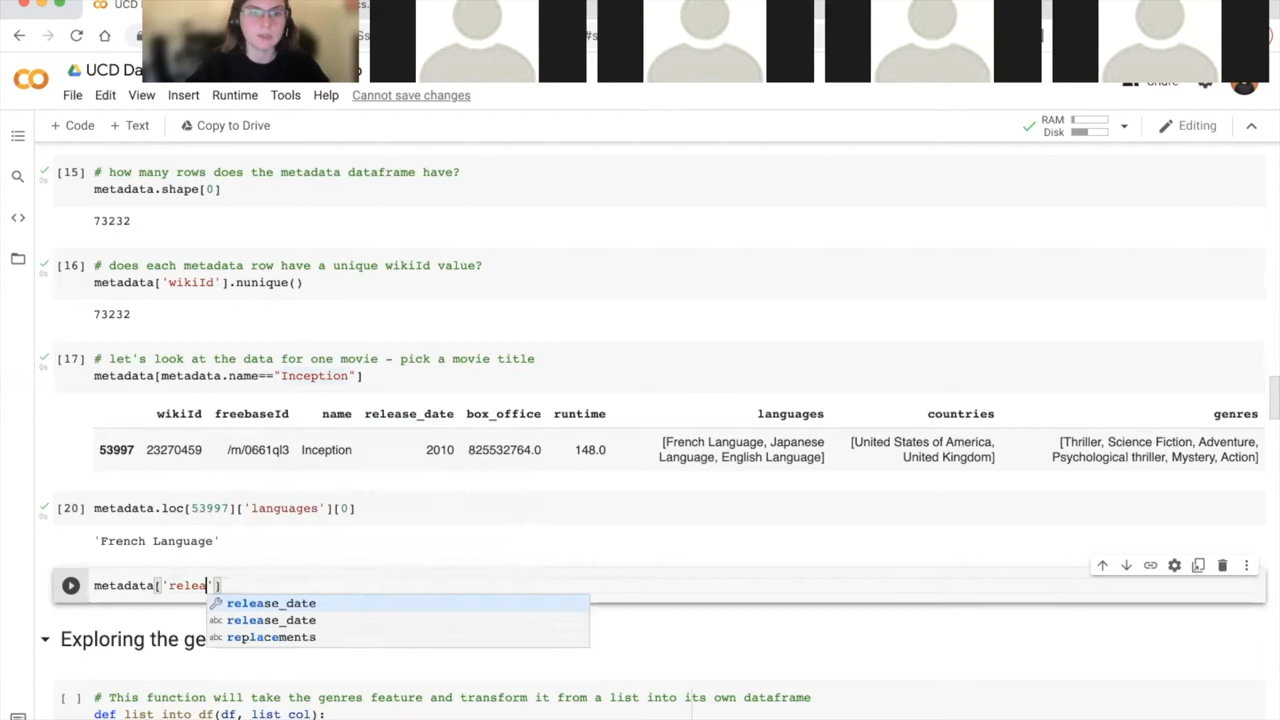 UCD Da
File Edit View Insert Runtime Tools Help Cannot save changes
+ Code + Text Copy to Drive
RAM
Disk
Editing
[15] # how many rows does the metadata dataframe have?
metadata.shape[0]
0s
73232
[16] # does each metadata row have a unique wikiId value?
metadata['wikiId'].nunique()
0s
73232
[17] # let's look at the data for one movie - pick a movie title
metadata[metadata.name=="Inception"]
0s
wikiId freebaseId name release_date box_office runtime languages countries genres
53997 23270459 /m/0661ql3 Inception 2010 825532764.0 148.0 [French Language, Japanese Language, English Language] [United States of America, United Kingdom] [Thriller, Science Fiction, Adventure, Psychological thriller, Mystery, Action]
[20] metadata.loc[53997]['languages'][0]
0s
'French Language'
metadata['relea']
release_date
abc release_date
abc replacements
Exploring the ge
[ ] # This function will take the genres feature and transform it from a list into its own dataframe
def list_into_df(df, list_col):